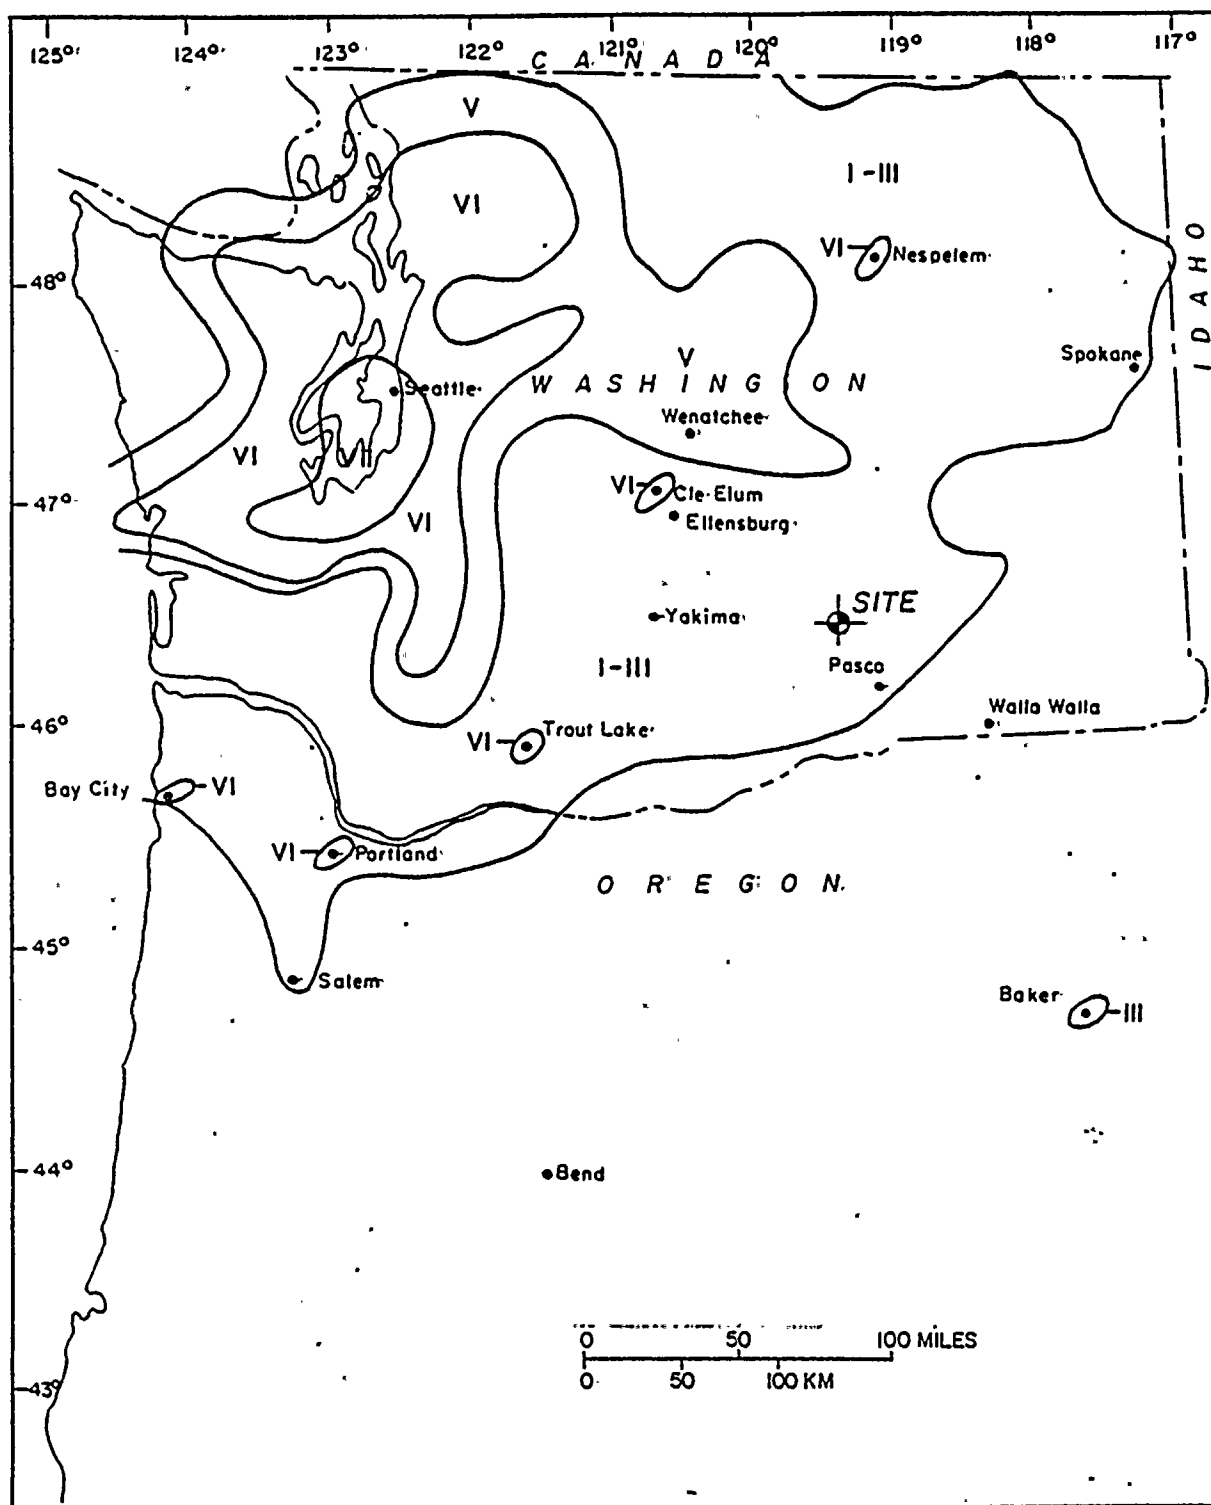 125° 124° 123° 122° 121° 120° 119° 118° 117°
C A N A D A
V
I-III
VI
VI Nespelem
IDAHO
48°
Spokane
V
Seattle
W A S H I N G ON
Wenatchee
VI
VII
VI Cle Elum
47°
VI
Ellensburg
SITE
Yakima
I-III
Pasco
Walla Walla
46°
VI Trout Lake
Bay City VI
VI Portland
O R E G O N
45°
Salem
Baker III
44°
Bend
0 50 100 MILES
0 50 100 KM
43°